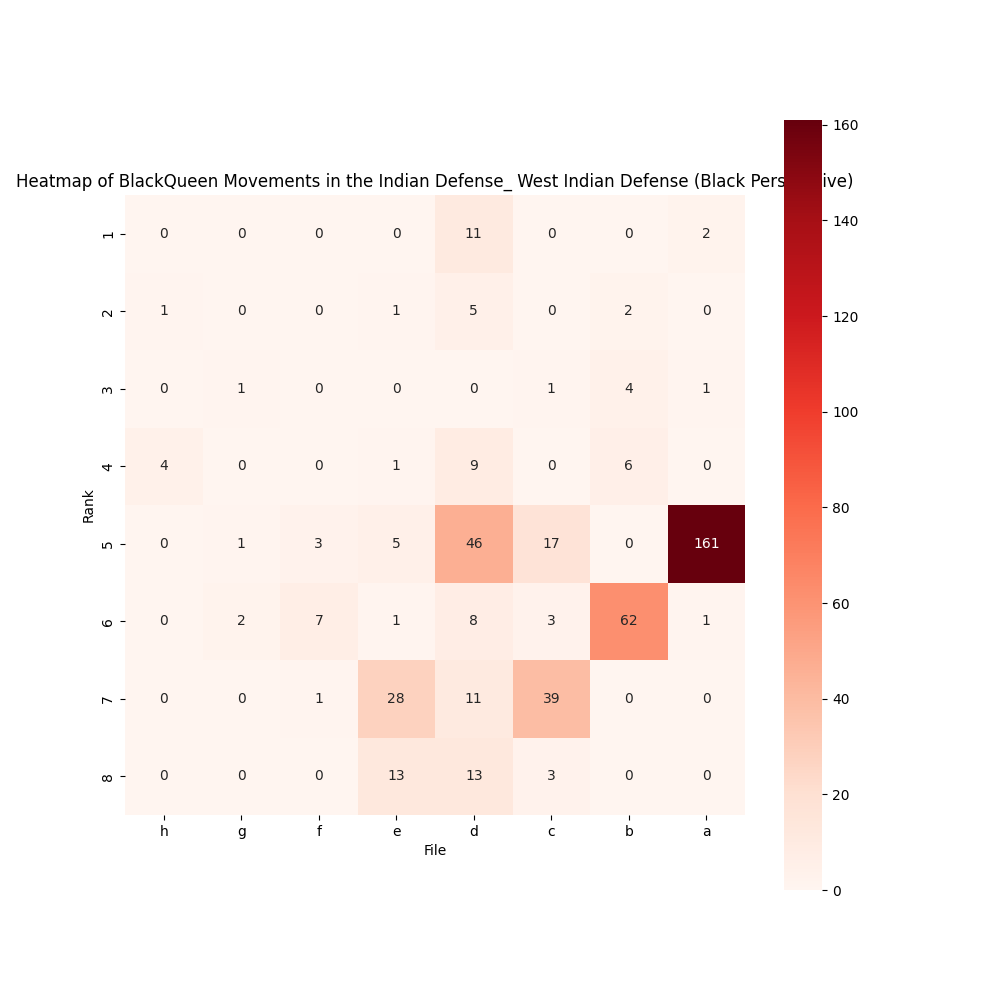 Heatmap of BlackQueen Movements in the Indian Defense_ West Indian Defense (Black Pers ive)
1 0 0 0 0 11 0 0 2
2 1 0 0 1 5 0 2 0
3 0 1 0 0 0 1 4 1
4 4 0 0 1 9 0 6 0
5 0 1 3 5 46 17 0 161
6 0 2 7 1 8 3 62 1
7 0 0 1 28 11 39 0 0
8 0 0 0 13 13 3 0 0
h g f e d c b a
File
Rank
160
140
120
100
80
60
40
20
0